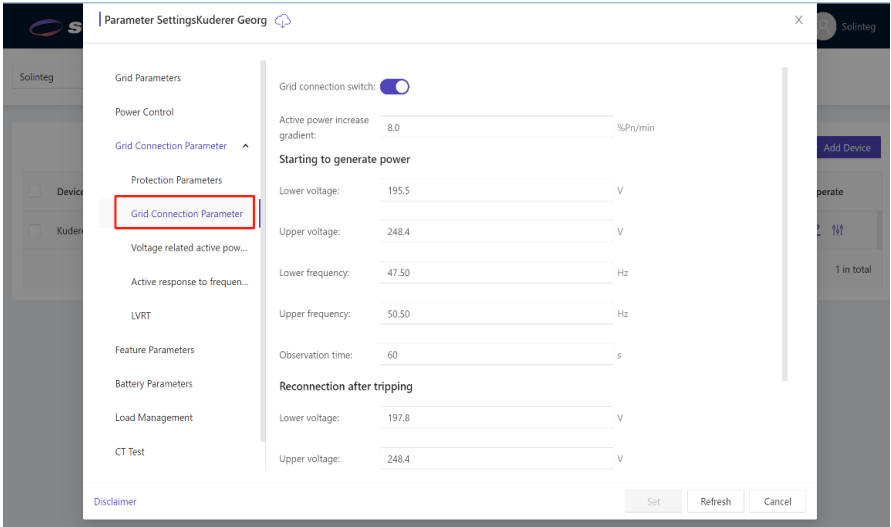 Parameter SettingsKuderer Georg
X
Solinteg
Solinteg
Grid Parameters
Power Control
Grid Connection Parameter
Protection Parameters
Grid Connection Parameter
Voltage related active pow...
Active response to frequen...
LVRT
Feature Parameters
Battery Parameters
Load Management
CT Test
Grid connection switch:
Active power increase
gradient:
8.0
%Pn/min
Starting to generate power
Lower voltage:
195.5
V
Upper voltage:
248.4
V
Lower frequency:
47.50
Hz
Upper frequency:
50.50
Hz
Observation time:
60
s
Reconnection after tripping
Lower voltage:
197.8
V
Upper voltage:
248.4
V
Add Device
Device
1 in total
Disclaimer
Set
Refresh
Cancel